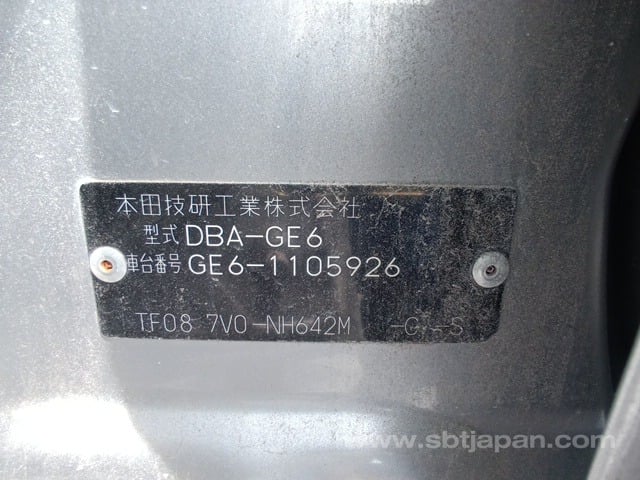 本田技研工業株式会社
型式 DBA-GE6
車台番号 GE6-1105926
TF08 7V0-NH642M -C--S
www.sbtjapan.com